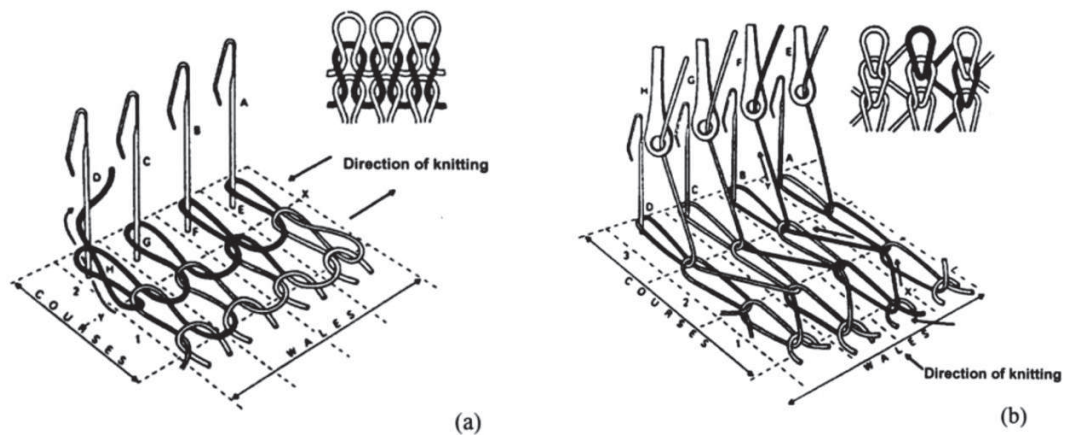 A
B
C
D
E
F
G
H
X
Y
1
2
Direction of knitting
COURSES
WALES
(a)
E
F
G
H
A
B
C
D
Y
X
1
2
3
COURSES
WALES
Direction of knitting
(b)